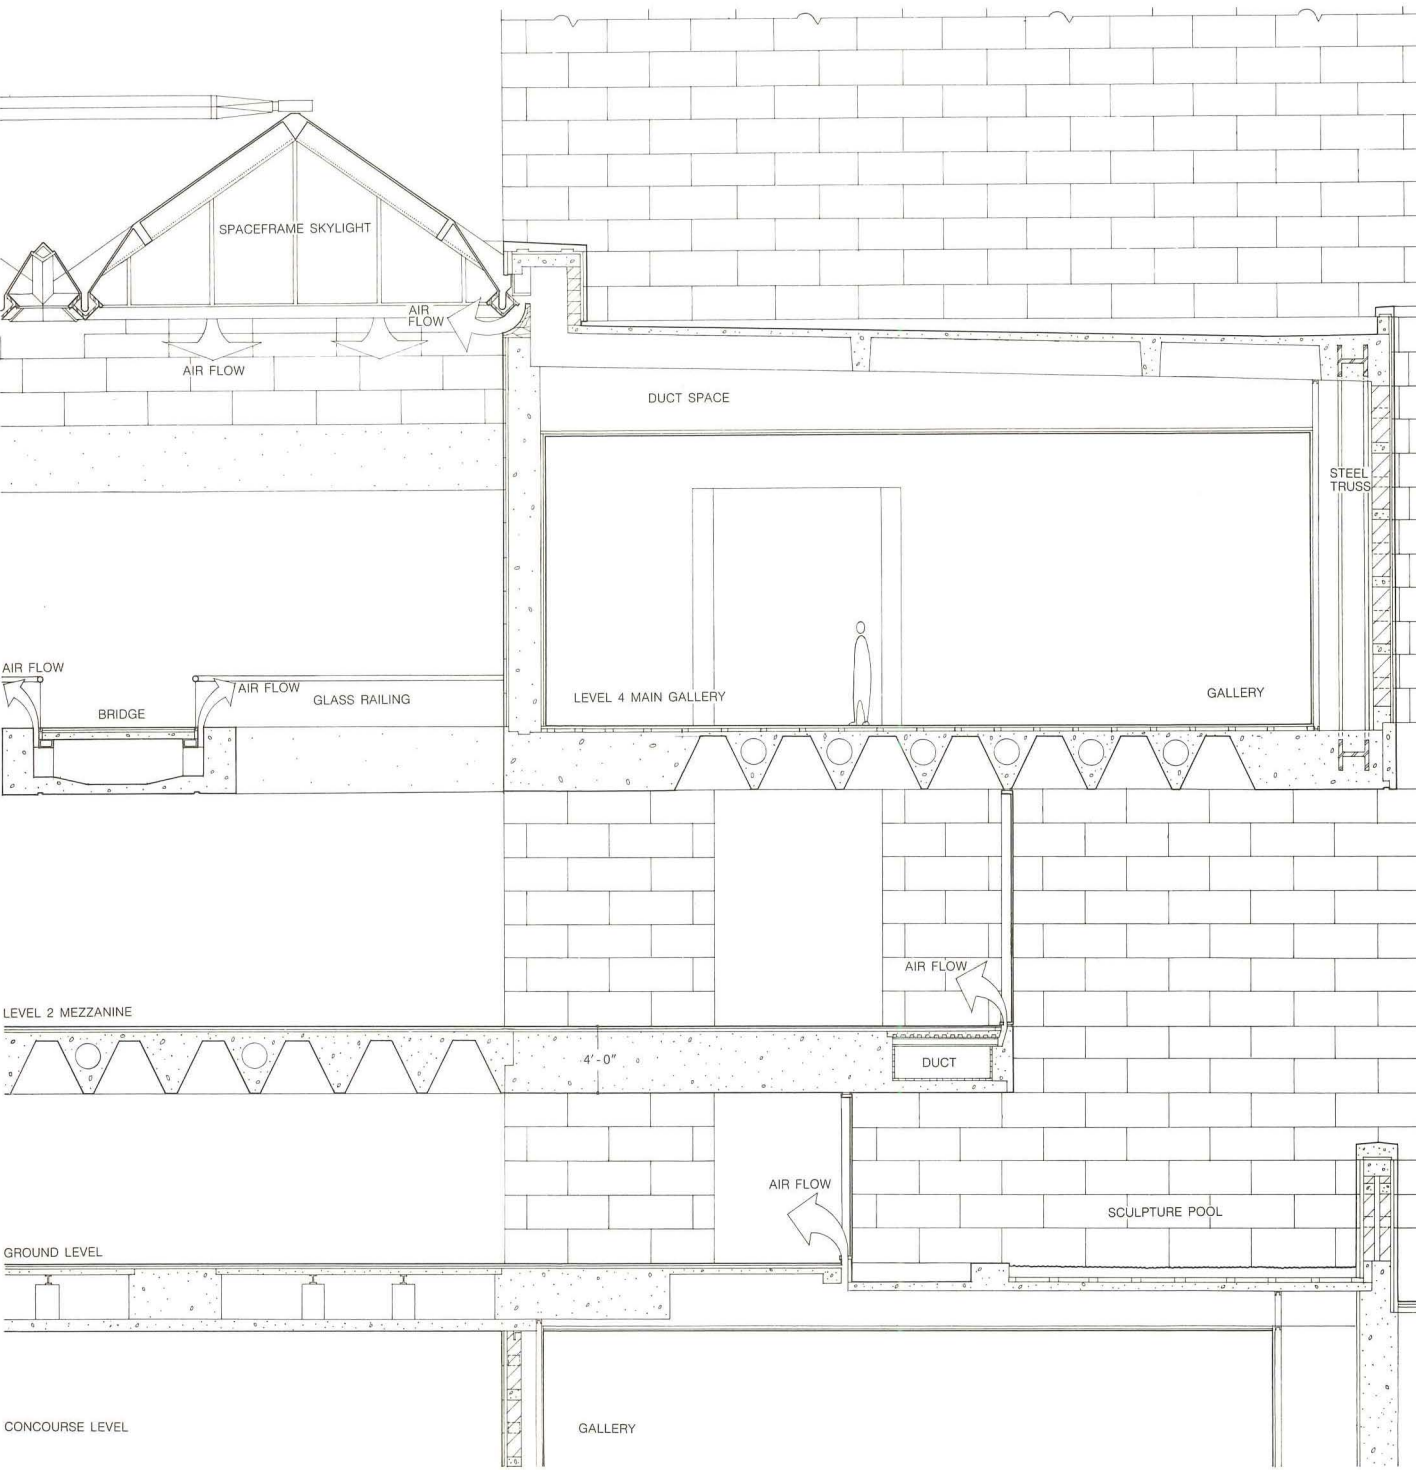 SPACEFRAME SKYLIGHT
AIR
FLOW
AIR FLOW
DUCT SPACE
STEEL
TRUSS
AIR FLOW
AIR FLOW
BRIDGE
GLASS RAILING
LEVEL 4 MAIN GALLERY
GALLERY
AIR FLOW
LEVEL 2 MEZZANINE
4'-0"
DUCT
AIR FLOW
SCULPTURE POOL
GROUND LEVEL
CONCOURSE LEVEL
GALLERY